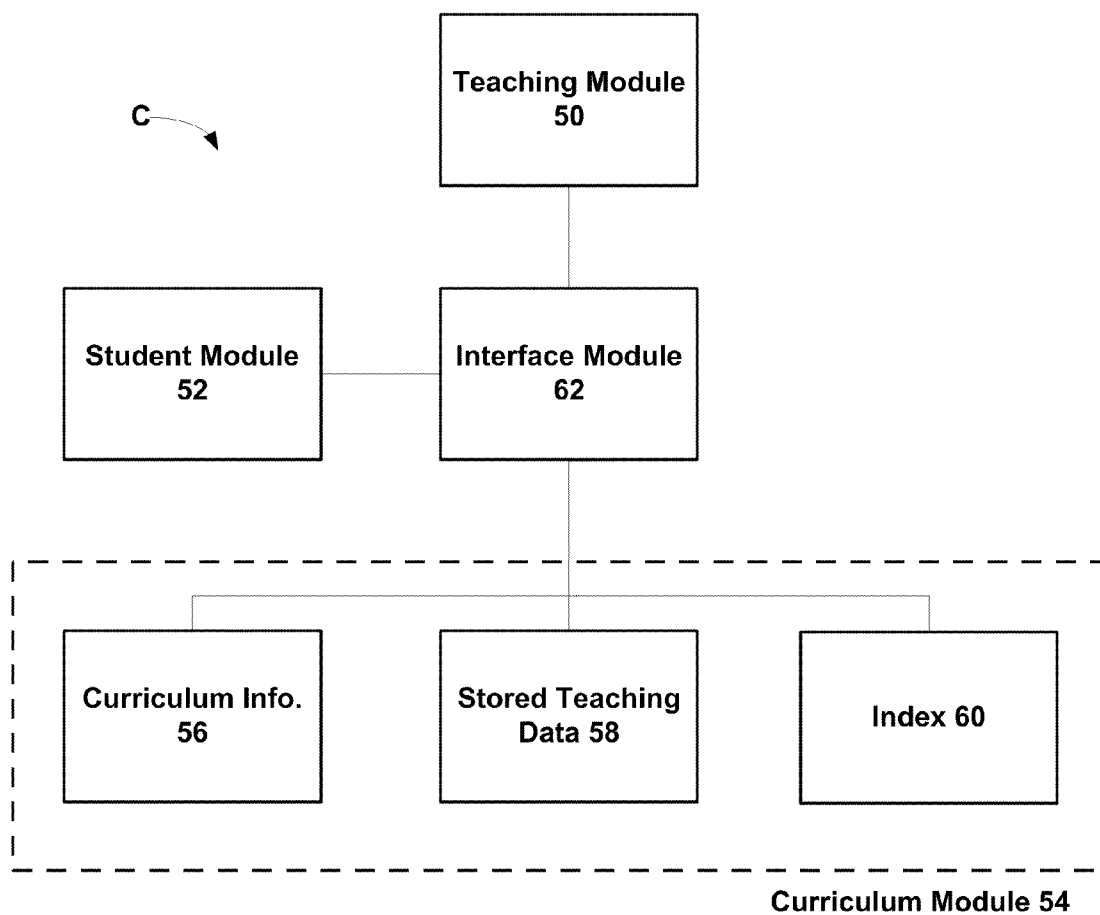 Teaching Module
50
C
Student Module
52
Interface Module
62
Curriculum Info.
56
Stored Teaching
Data 58
Index 60
Curriculum Module 54